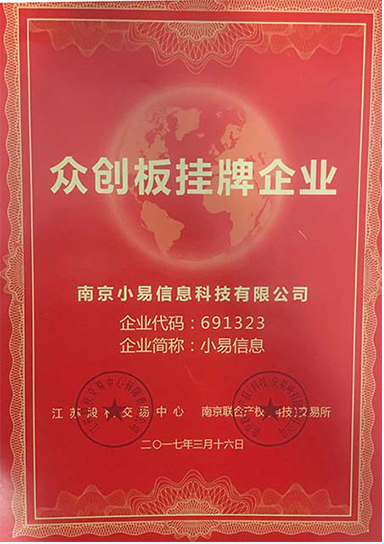 众创板挂牌企业
南京小易信息科技有限公司
企业代码：691323
企业简称：小易信息
江苏股权交易中心 南京联合产权(科技)交易所
二〇一七年三月十六日